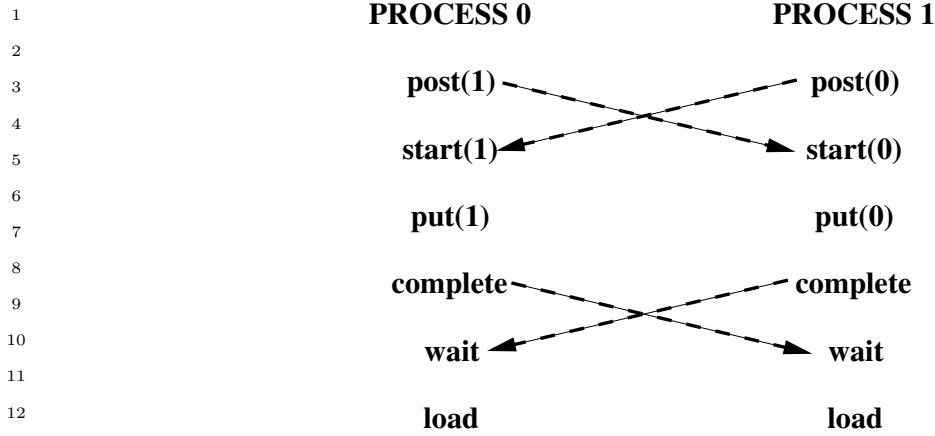 1 PROCESS 0 PROCESS 1
2
3 post(1) post(0)
4
5 start(1) start(0)
6
7 put(1) put(0)
8 complete complete
9
10 wait wait
11
12 load load